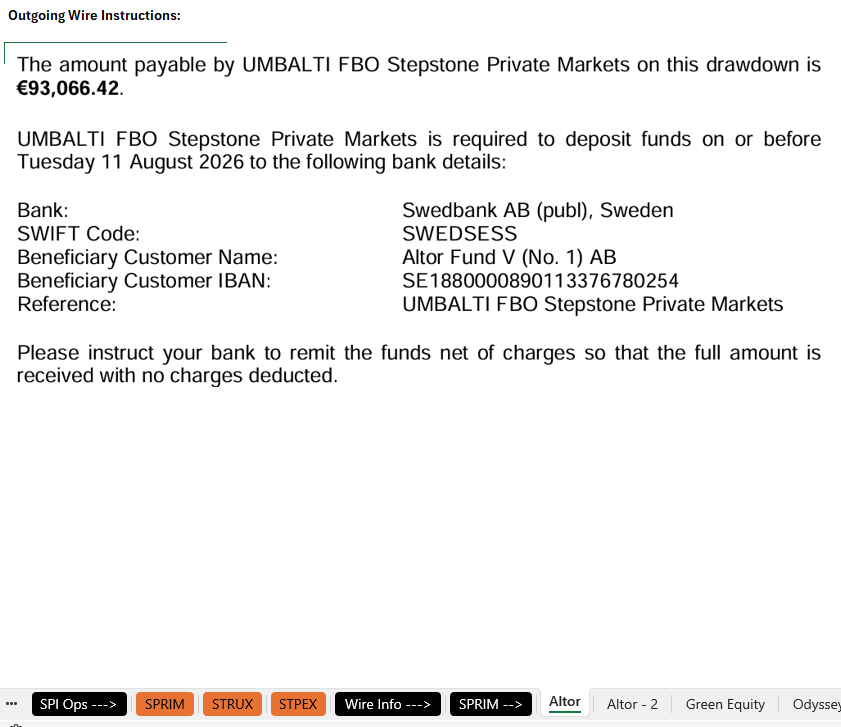 Outgoing Wire Instructions:
The amount payable by UMBALTI FBO Stepstone Private Markets on this drawdown is
€93,066.42.
UMBALTI FBO Stepstone Private Markets is required to deposit funds on or before
Tuesday 11 August 2026 to the following bank details:
Bank: Swedbank AB (publ), Sweden
SWIFT Code: SWEDSESS
Beneficiary Customer Name: Altor Fund V (No. 1) AB
Beneficiary Customer IBAN: SE1880000890113376780254
Reference: UMBALTI FBO Stepstone Private Markets
Please instruct your bank to remit the funds net of charges so that the full amount is
received with no charges deducted.
... SPI Ops ---> SPRIM STRUX STPEX Wire Info ---> SPRIM --> Altor Altor - 2 Green Equity Odyssey